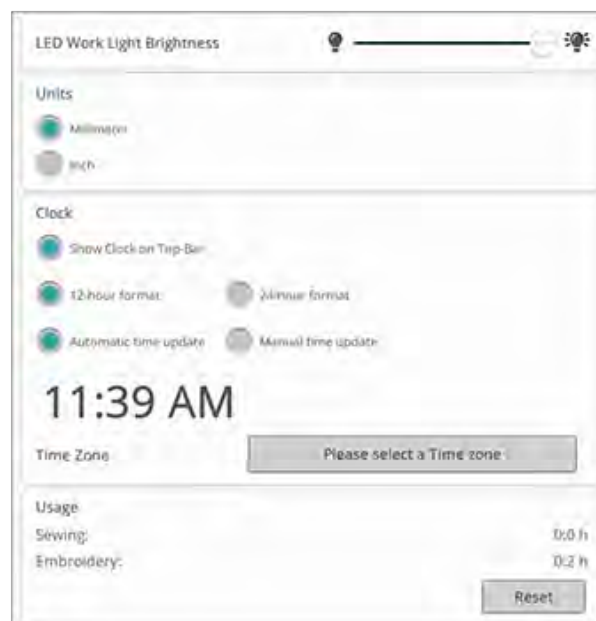 LED Work Light Brightness
Units
Millimeter
Inch
Clock
Show Clock on Top-Bar
12-hour format 24-hour format
Automatic time update Manual time update
11:39 AM
Time Zone Please select a Time zone
Usage
Sewing: 0:0 h
Embroidery: 0:2 h
Reset